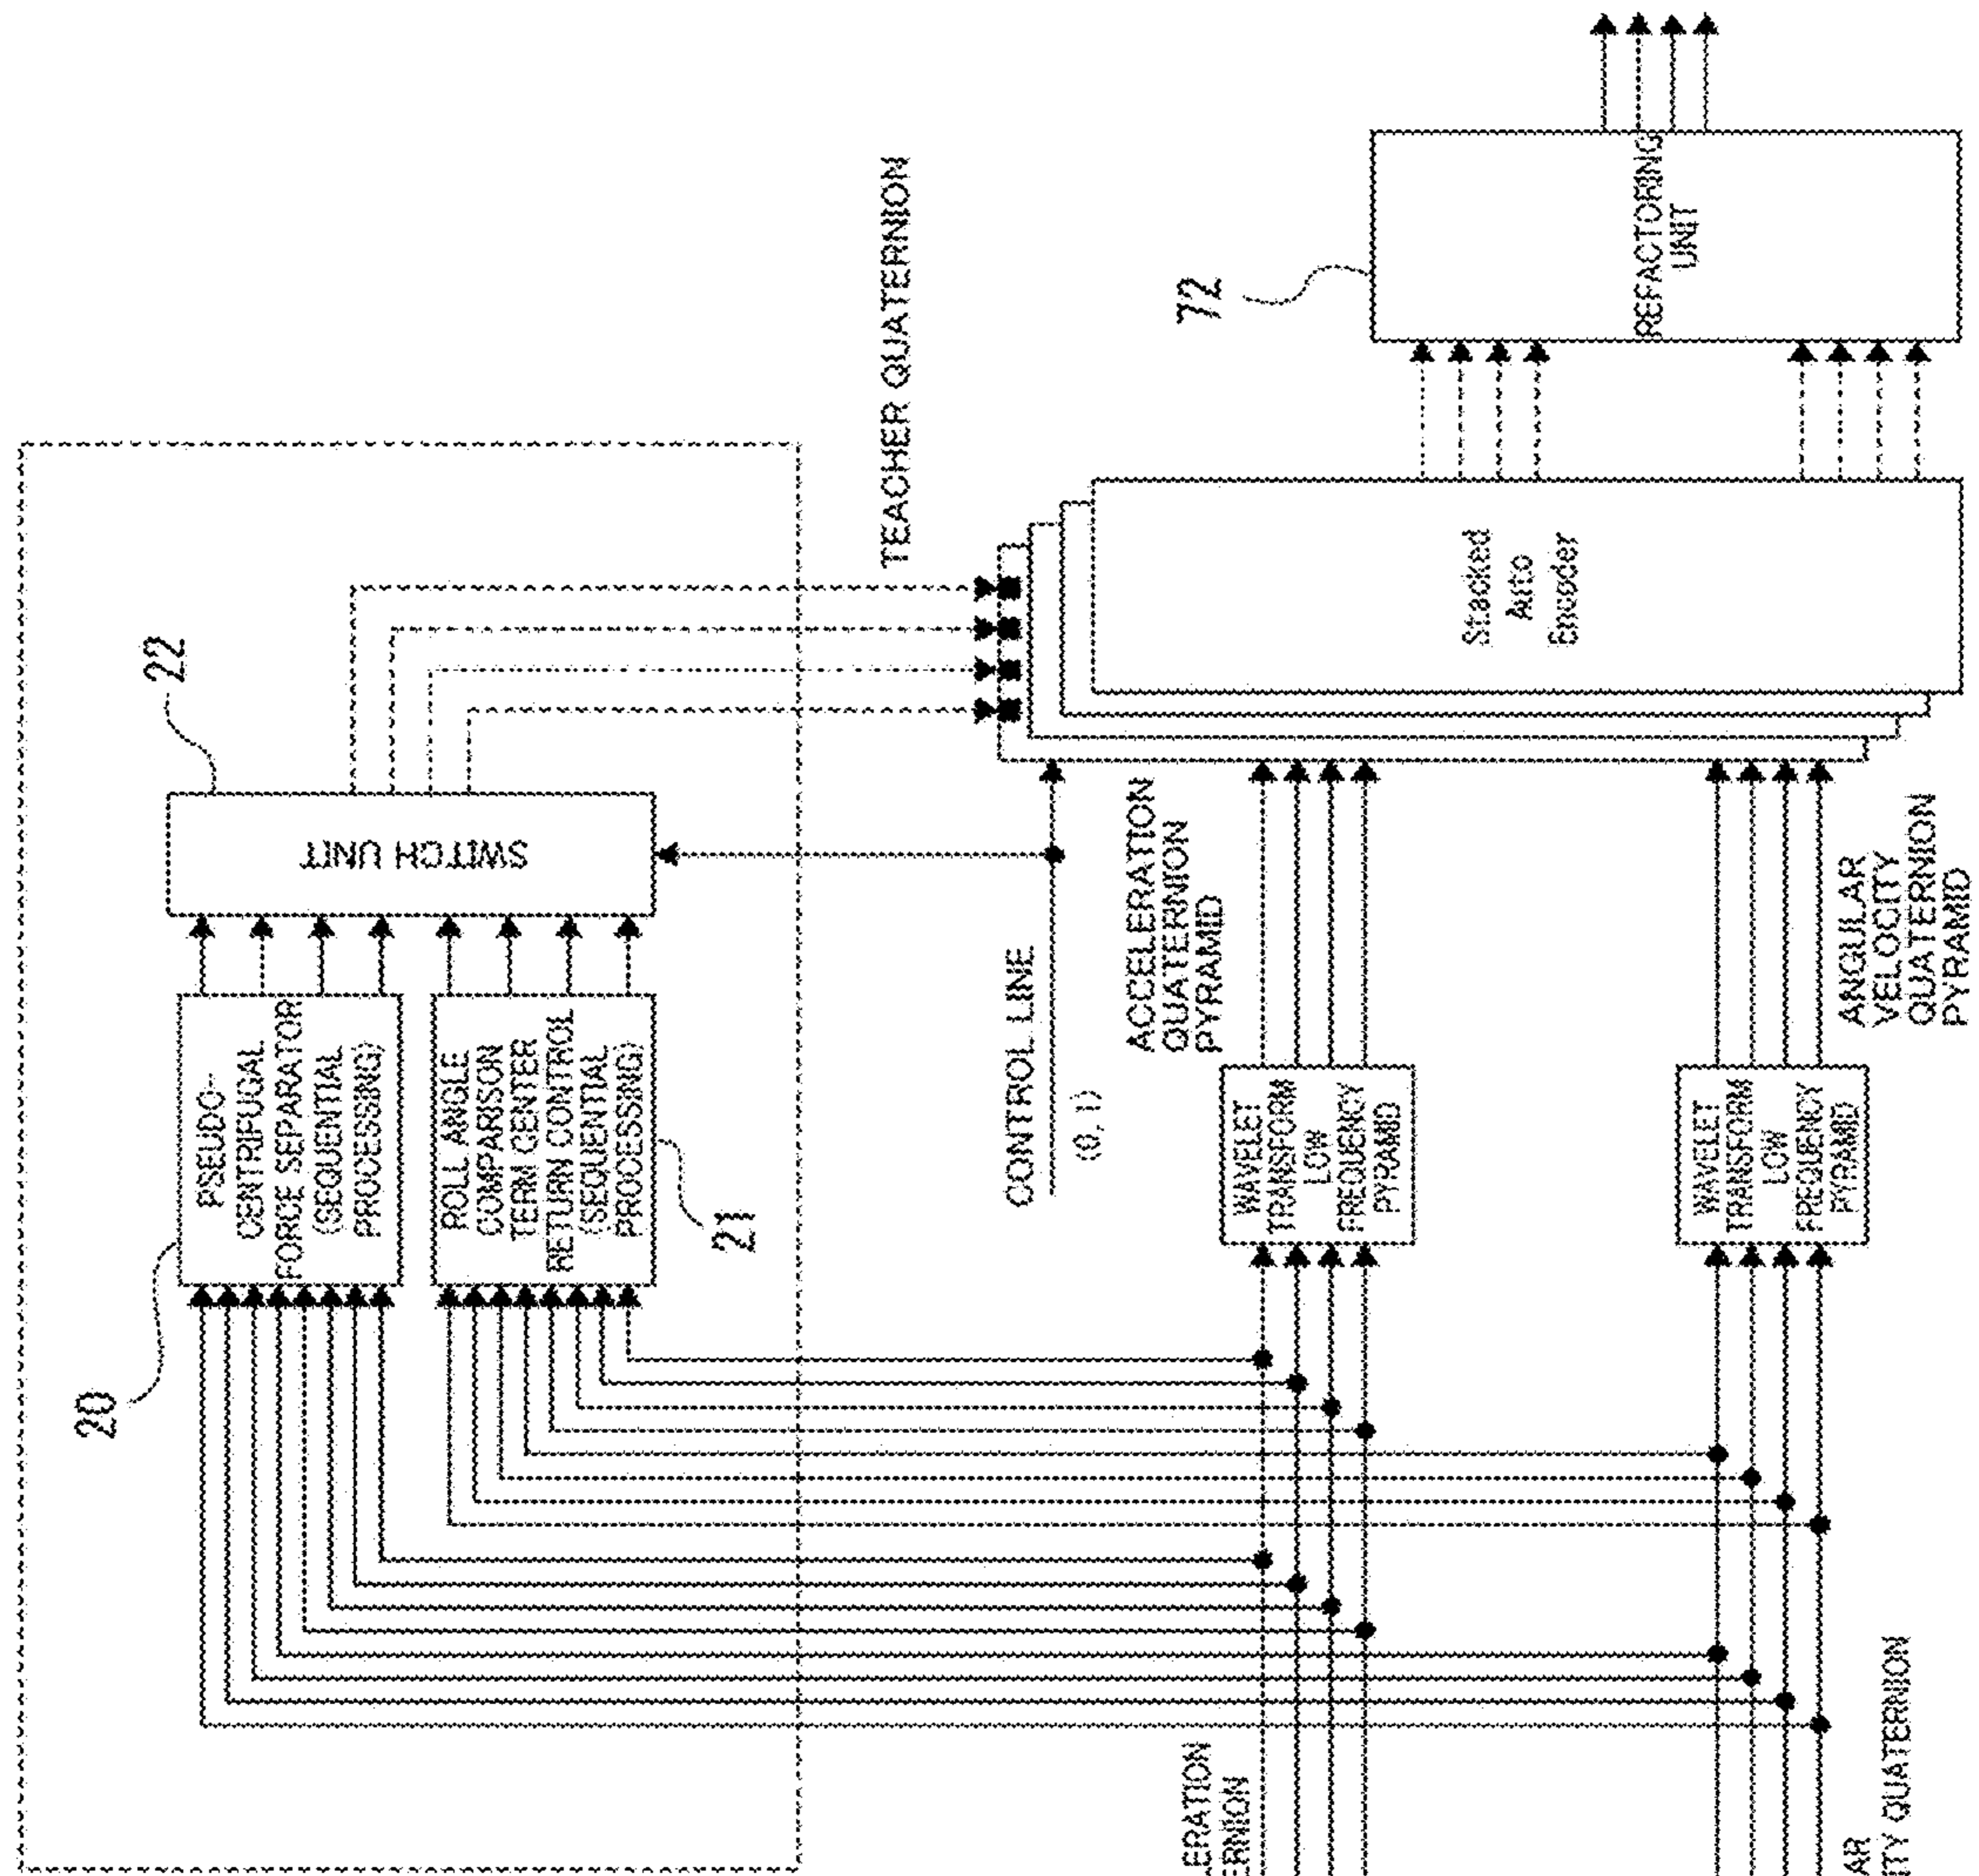 20
PSEUDO-
CENTRIFUGAL
FORCE SEPARATOR
(SEQUENTIAL
PROCESSING)
ROLL ANGLE
COMPARISON
TERM CENTER
RETURN CONTROL
(SEQUENTIAL
PROCESSING)
21
SWITCH UNIT
22
TEACHER QUATERNION
CONTROL LINE
(0, 1)
LERATION
ERNION
WAVELET
TRANSFORM
LOW
FREQUENCY
PYRAMID
ACCELERATION
QUATERNION
PYRAMID
AR
ITY QUATERNION
WAVELET
TRANSFORM
LOW
FREQUENCY
PYRAMID
ANGULAR
VELOCITY
QUATERNION
PYRAMID
Stacked
Auto
Encoder
72
REFACTORING
UNIT